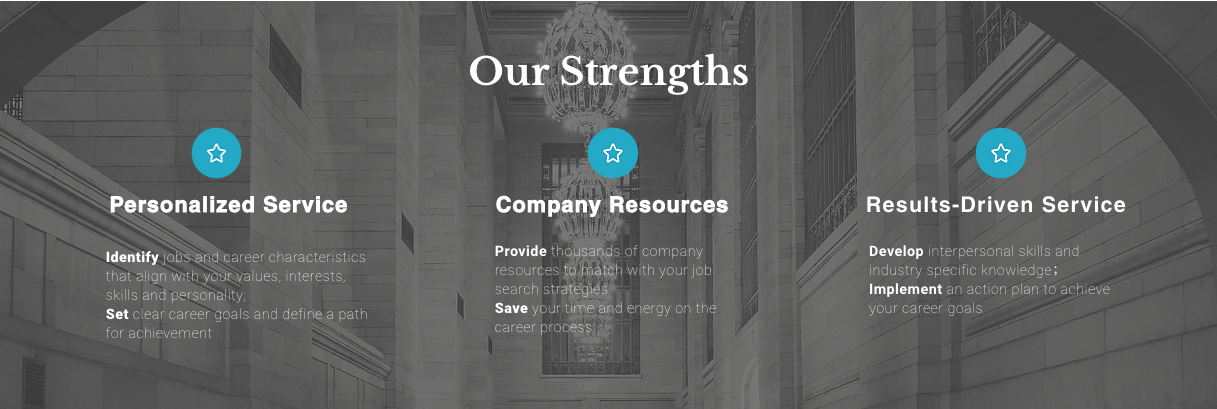 Our Strengths
Personalized Service
Identify jobs and career characteristics
that align with your values, interests,
skills and personality;
Set clear career goals and define a path
for achievement
Company Resources
Provide thousands of company
resources to match with your job
search strategies
Save your time and energy on the
career process
Results-Driven Service
Develop interpersonal skills and
industry specific knowledge；
Implement an action plan to achieve
your career goals